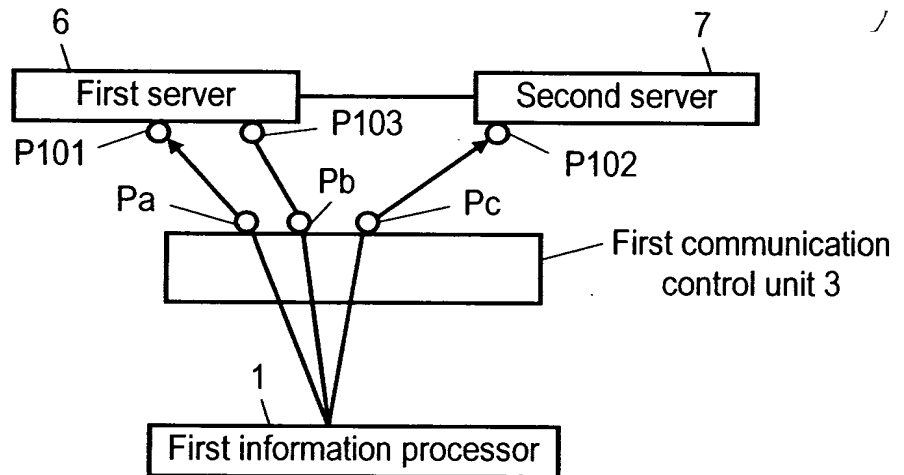 6
7
First server
Second server
P101
P103
P102
Pa
Pb
Pc
First communication
control unit 3
1
First information processor